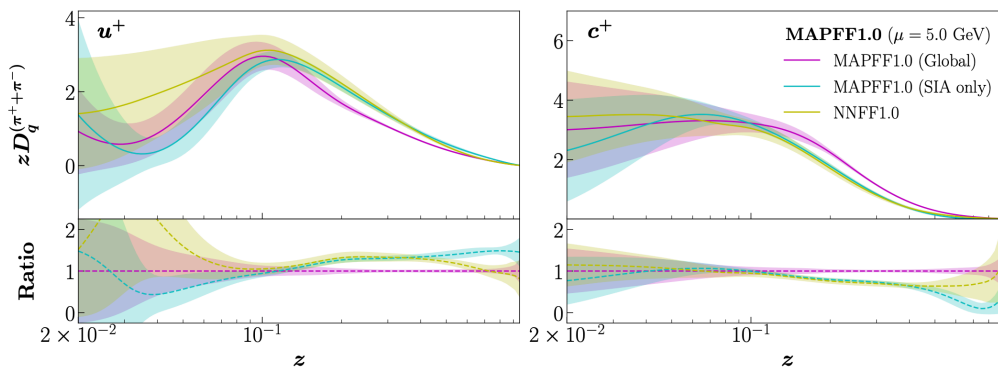 4
2
0
zD_q^{(π^+ + π^-)}
u^+
6
4
2
c^+
MAPFF1.0 (μ = 5.0 GeV)
MAPFF1.0 (Global)
MAPFF1.0 (SIA only)
NNFF1.0
2
1
0
Ratio
2
1
0
2 × 10^{-2}
10^{-1}
2 × 10^{-2}
10^{-1}
z
z